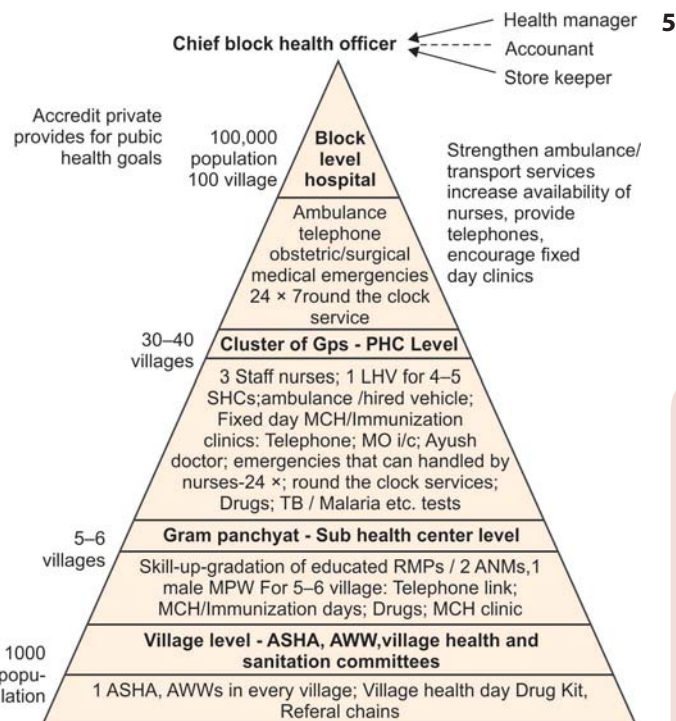 Health manager
5
Chief block health officer
Accounant
Store keeper
Accredit private
provides for pubic
health goals
100,000
population
100 village
Block
level
hospital
Strengthen ambulance/
transport services
increase availability of
nurses, provide
telephones,
encourage fixed
day clinics
Ambulance
telephone
obstetric/surgical
medical emergencies
24 × 7round the clock
service
30–40
villages
Cluster of Gps - PHC Level
3 Staff nurses; 1 LHV for 4–5
SHCs;ambulance /hired vehicle;
Fixed day MCH/Immunization
clinics: Telephone; MO i/c; Ayush
doctor; emergencies that can handled by
nurses-24 ×; round the clock services;
Drugs; TB / Malaria etc. tests
5–6
villages
Gram panchyat - Sub health center level
Skill-up-gradation of educated RMPs / 2 ANMs,1
male MPW For 5–6 village: Telephone link;
MCH/Immunization days; Drugs; MCH clinic
1000
popu-
lation
Village level - ASHA, AWW,village health and
sanitation committees
1 ASHA, AWWs in every village; Village health day Drug Kit,
Referal chains